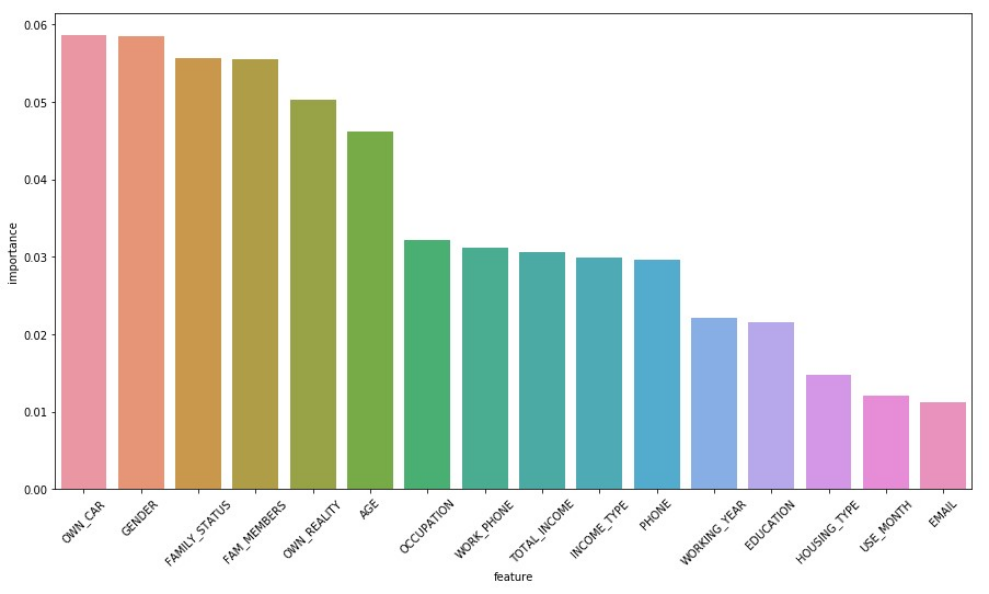 0.06
0.05
0.04
0.03
0.02
0.01
0.00
importance
OWN_CAR
GENDER
FAMILY_STATUS
FAM_MEMBERS
OWN_REALITY
AGE
OCCUPATION
WORK_PHONE
TOTAL_INCOME
INCOME_TYPE
PHONE
WORKING_YEAR
EDUCATION
HOUSING_TYPE
USE_MONTH
EMAIL
feature